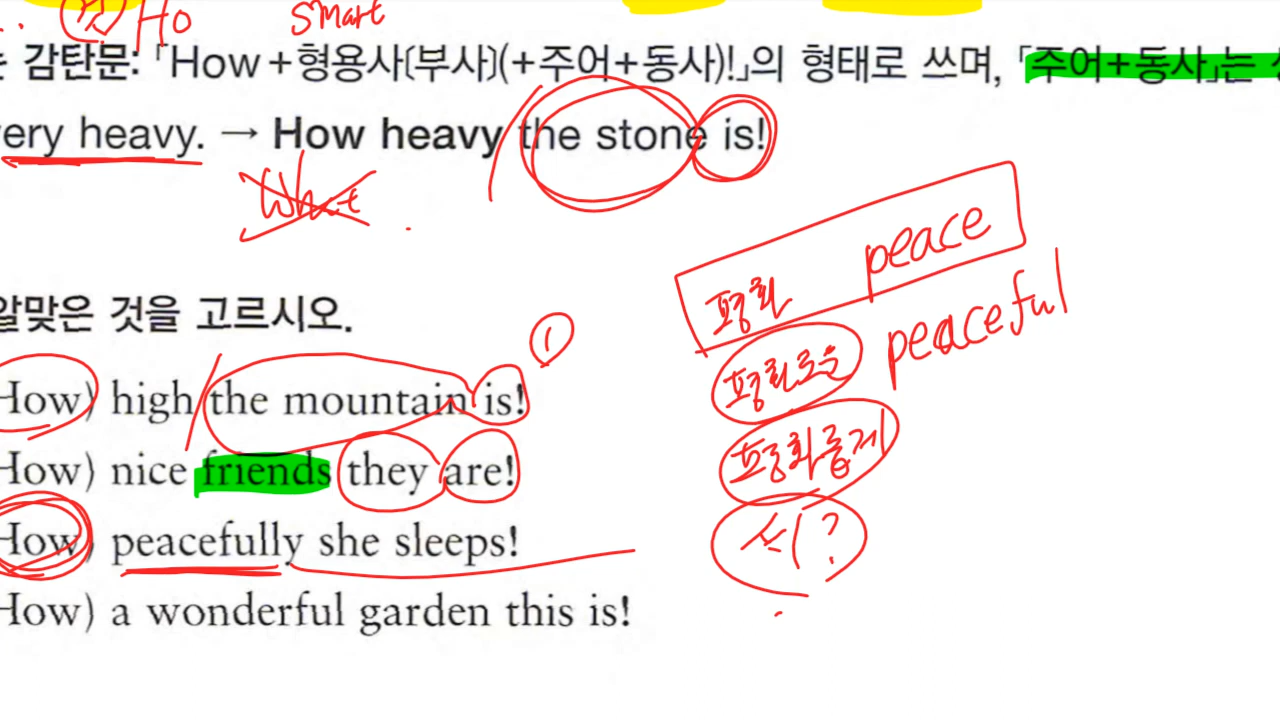 Ho smart
감탄문: 「How+형용사[부사](+주어+동사)!」의 형태로 쓰며, 「주어+동사」는
ery heavy. → How heavy the stone is!
What
peace
평화
알맞은 것을 고르시오.
peaceful
①
How) high the mountain is!
평화로운
평화롭게
How) nice friends they are!
How) peacefully she sleeps!
How) a wonderful garden this is!